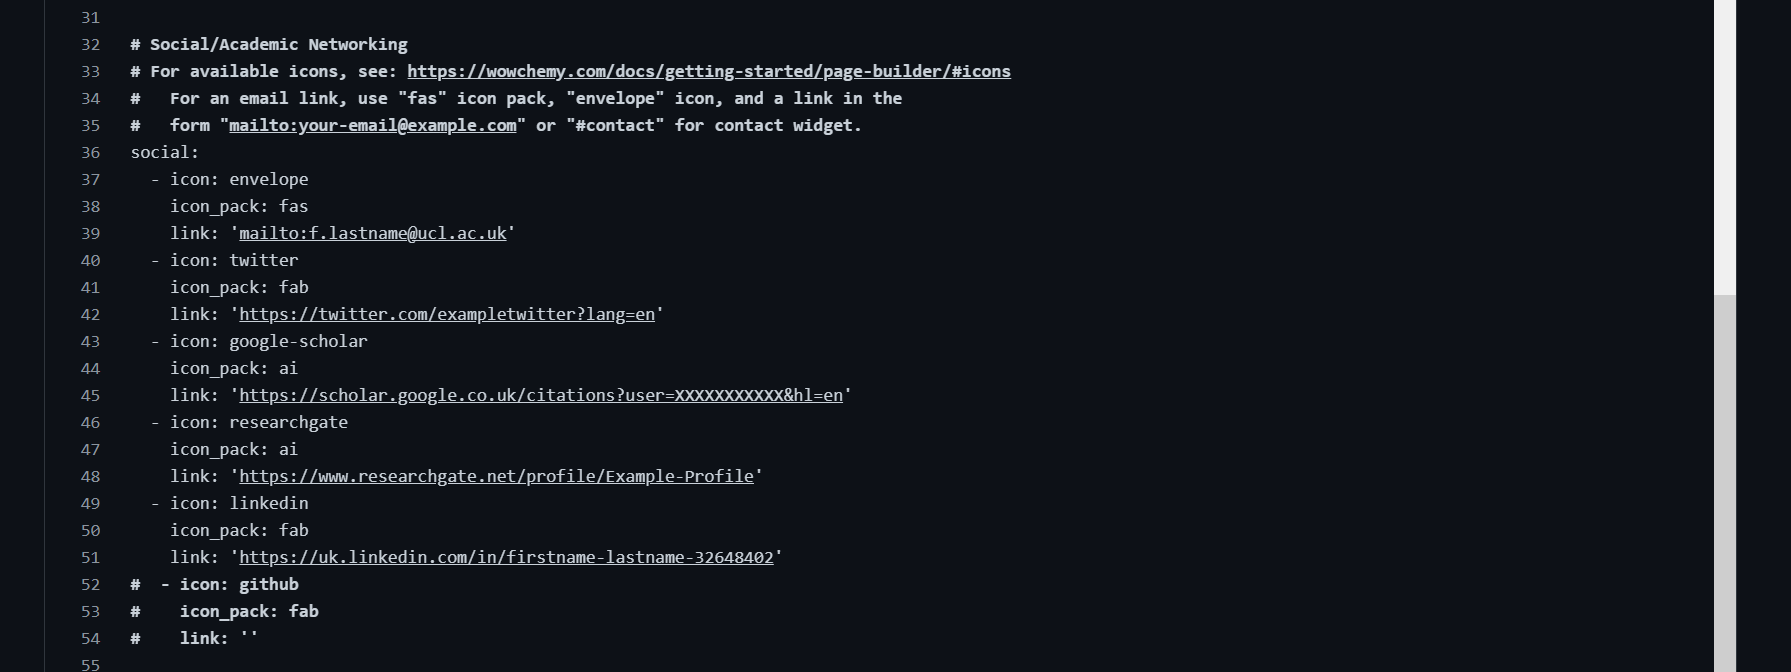 31
32 # Social/Academic Networking
33 # For available icons, see: https://wowchemy.com/docs/getting-started/page-builder/#icons
34 #   For an email link, use "fas" icon pack, "envelope" icon, and a link in the
35 #   form "mailto:your-email@example.com" or "#contact" for contact widget.
36 social:
37   - icon: envelope
38     icon_pack: fas
39     link: 'mailto:f.lastname@ucl.ac.uk'
40   - icon: twitter
41     icon_pack: fab
42     link: 'https://twitter.com/exampletwitter?lang=en'
43   - icon: google-scholar
44     icon_pack: ai
45     link: 'https://scholar.google.co.uk/citations?user=XXXXXXXXXXX&hl=en'
46   - icon: researchgate
47     icon_pack: ai
48     link: 'https://www.researchgate.net/profile/Example-Profile'
49   - icon: linkedin
50     icon_pack: fab
51     link: 'https://uk.linkedin.com/in/firstname-lastname-32648402'
52 #  - icon: github
53 #    icon_pack: fab
54 #    link: ''
55